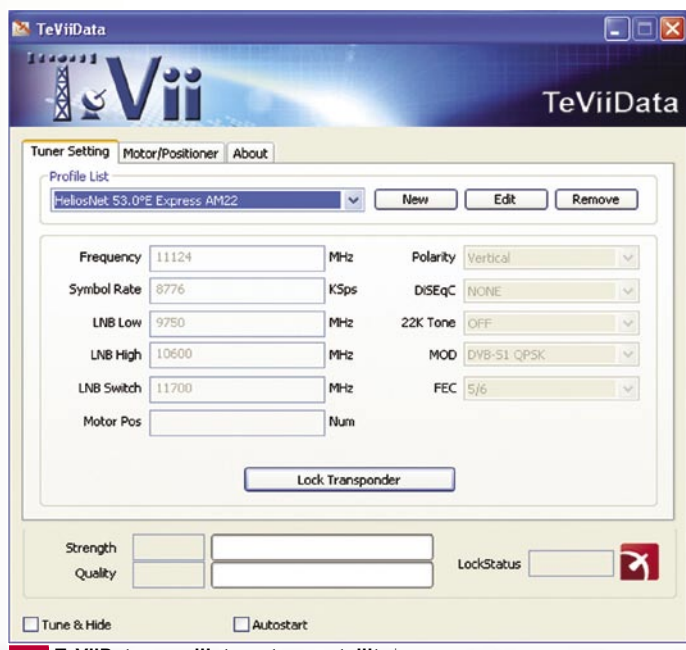 TeViiData
TeVii
TeViiData
Tuner Setting Motor/Positioner About
Profile List
HeliosNet 53.0°E Express AM22 New Edit Remove
Frequency 11124 MHz Polarity Vertical
Symbol Rate 8776 KSps DiSEqC NONE
LNB Low 9750 MHz 22K Tone OFF
LNB High 10600 MHz MOD DVB-S1 QPSK
LNB Switch 11700 MHz FEC 5/6
Motor Pos Num
Lock Transponder
Strength
Quality
LockStatus
Tune & Hide Autostart